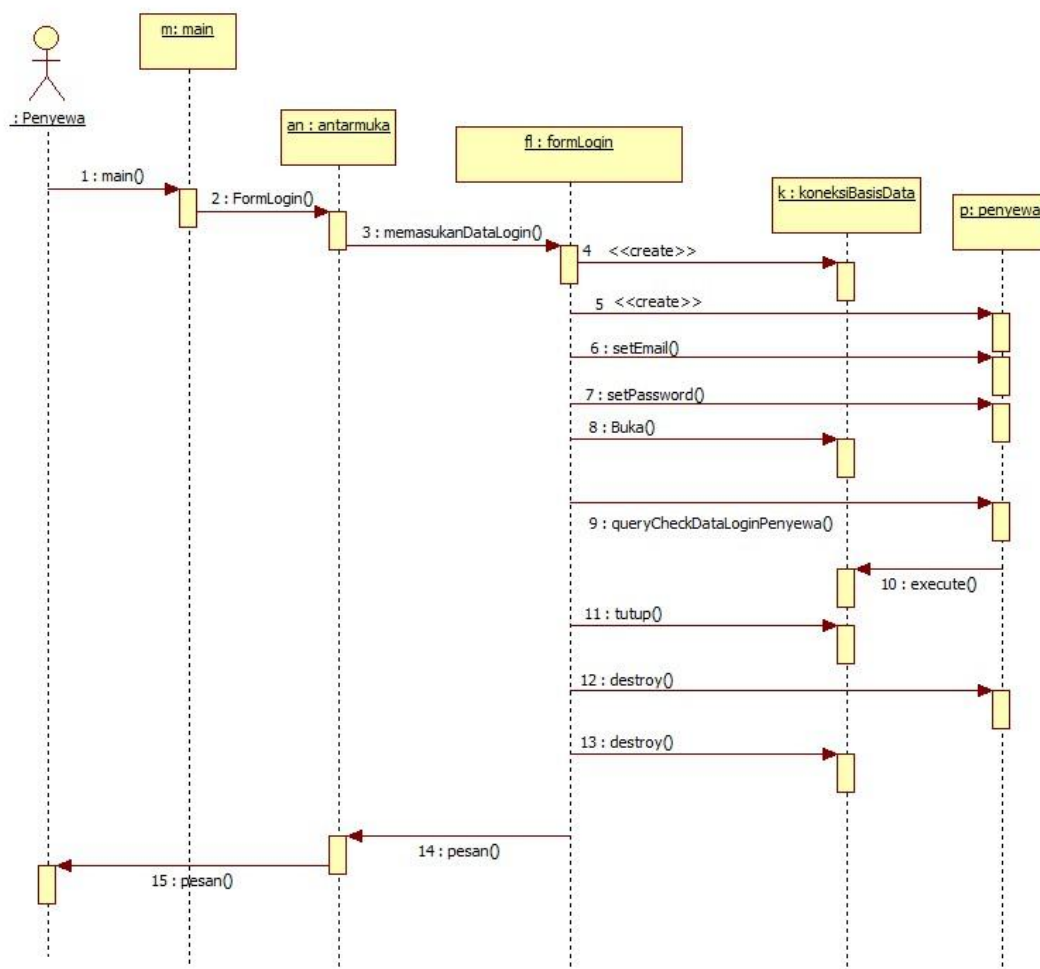 m: main
: Penyewa
an : antarmuka
fl : formLogin
k : koneksiBasisData
p: penyewa
1 : main()
2 : FormLogin()
3 : memasukanDataLogin()
4 <<create>>
5 <<create>>
6 : setEmail()
7 : setPassword()
8 : Buka()
9 : queryCheckDataLoginPenyewa()
10 : execute()
11 : tutup()
12 : destroy()
13 : destroy()
14 : pesan()
15 : pesan()